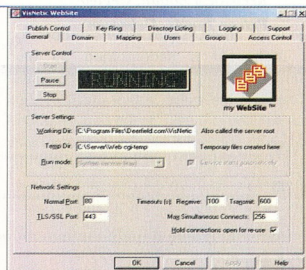 VisNetic WebSite
Publish Control Key Ring Directory Listing Logging Support
General Domain Mapping Users Groups Access Control
Server Control
Start
Pause
Stop
RUNNING
my WebSite
Server Settings
Working Dir: C:\Program Files\Deerfield.com\VisNetic Also called the server root
Temp Dir: C:\Server\Web cgi-temp Temporary files created here
Run mode:
Network Settings
Normal Port: 80 Timeouts (s): Receive: 100 Transmit: 600
TLS/SSL Port: 443 Max Simultaneous Connects: 256
Hold connections open for re-use
OK Cancel Apply Help